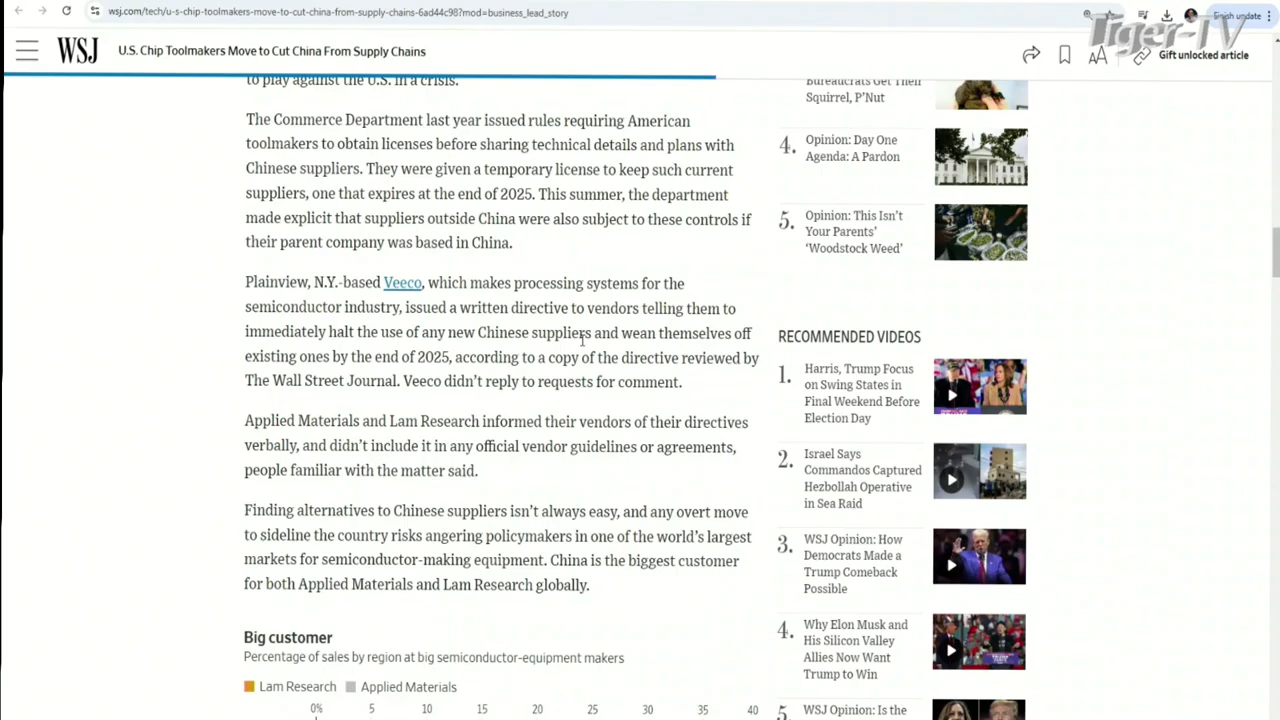 wsj.com/tech/u-s-chip-toolmakers-move-to-cut-china-from-supply-chains-6ad44c98?mod=business_lead_story
Finish update
Tiger-TV
WSJ
U.S. Chip Toolmakers Move to Cut China From Supply Chains
Gift unlocked article
to play against the U.S. in a crisis.
The Commerce Department last year issued rules requiring American
toolmakers to obtain licenses before sharing technical details and plans with
Chinese suppliers. They were given a temporary license to keep such current
suppliers, one that expires at the end of 2025. This summer, the department
made explicit that suppliers outside China were also subject to these controls if
their parent company was based in China.
Plainview, N.Y.-based Veeco, which makes processing systems for the
semiconductor industry, issued a written directive to vendors telling them to
immediately halt the use of any new Chinese suppliers and wean themselves off
existing ones by the end of 2025, according to a copy of the directive reviewed by
The Wall Street Journal. Veeco didn't reply to requests for comment.
Applied Materials and Lam Research informed their vendors of their directives
verbally, and didn't include it in any official vendor guidelines or agreements,
people familiar with the matter said.
Finding alternatives to Chinese suppliers isn't always easy, and any overt move
to sideline the country risks angering policymakers in one of the world's largest
markets for semiconductor-making equipment. China is the biggest customer
for both Applied Materials and Lam Research globally.
Big customer
Percentage of sales by region at big semiconductor-equipment makers
Lam Research Applied Materials
0% 5 10 15 20 25 30 35 40
Bureaucrats Get Their
Squirrel, P'Nut
4.
Opinion: Day One
Agenda: A Pardon
5.
Opinion: This Isn't
Your Parents'
'Woodstock Weed'
RECOMMENDED VIDEOS
1.
Harris, Trump Focus
on Swing States in
Final Weekend Before
Election Day
2.
Israel Says
Commandos Captured
Hezbollah Operative
in Sea Raid
3.
WSJ Opinion: How
Democrats Made a
Trump Comeback
Possible
4.
Why Elon Musk and
His Silicon Valley
Allies Now Want
Trump to Win
5.
WSJ Opinion: Is the